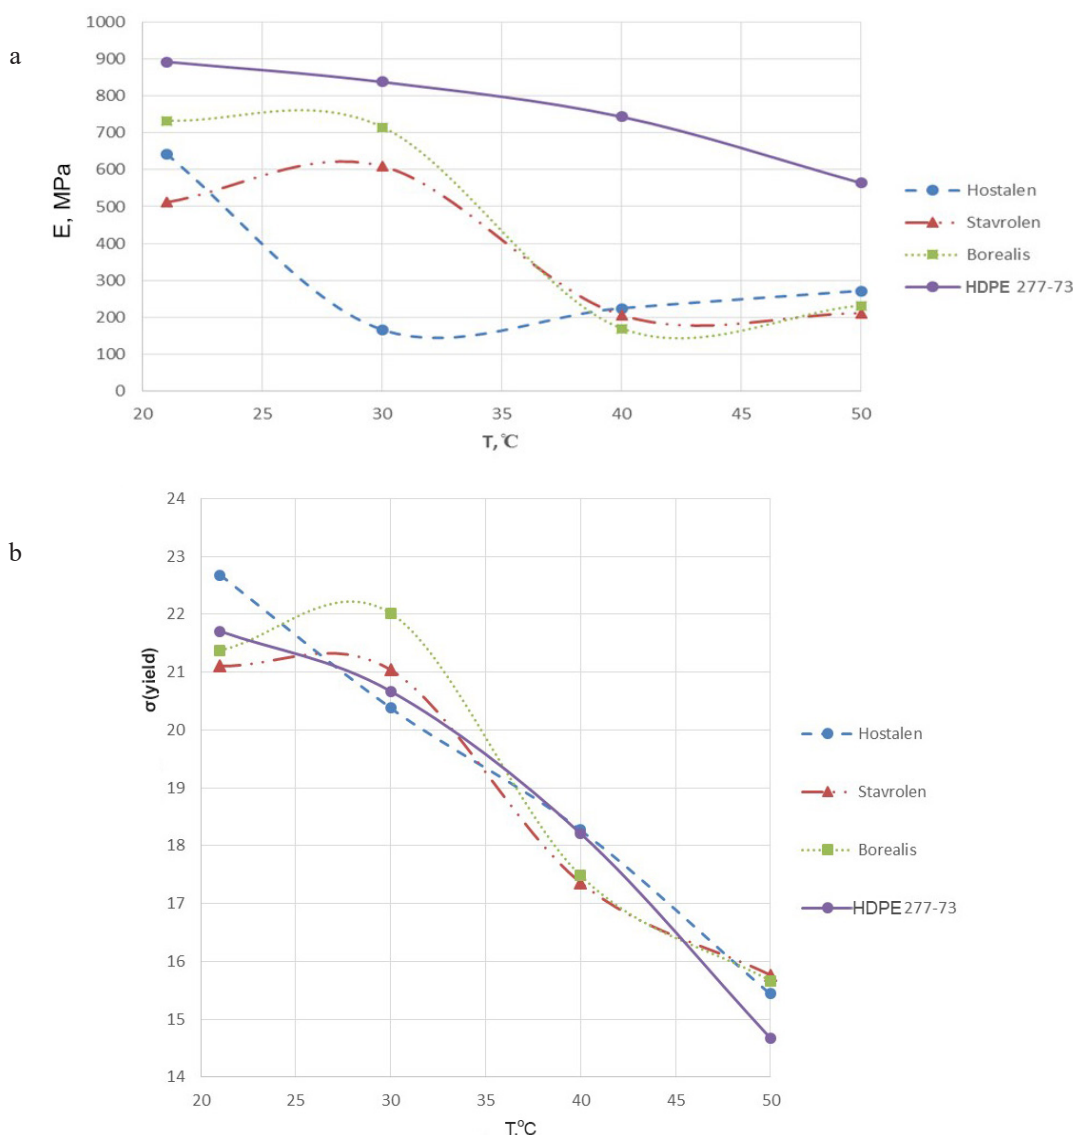 a
1000
900
800
700
600
500
400
300
200
100
0
E, MPa
20 25 30 35 40 45 50
T, ℃
Hostalen
Stavrolen
Borealis
HDPE 277-73
b
24
23
22
21
20
19
18
17
16
15
14
σ(yield)
20 25 30 35 40 45 50
T.ºC
Hostalen
Stavrolen
Borealis
HDPE 277-73